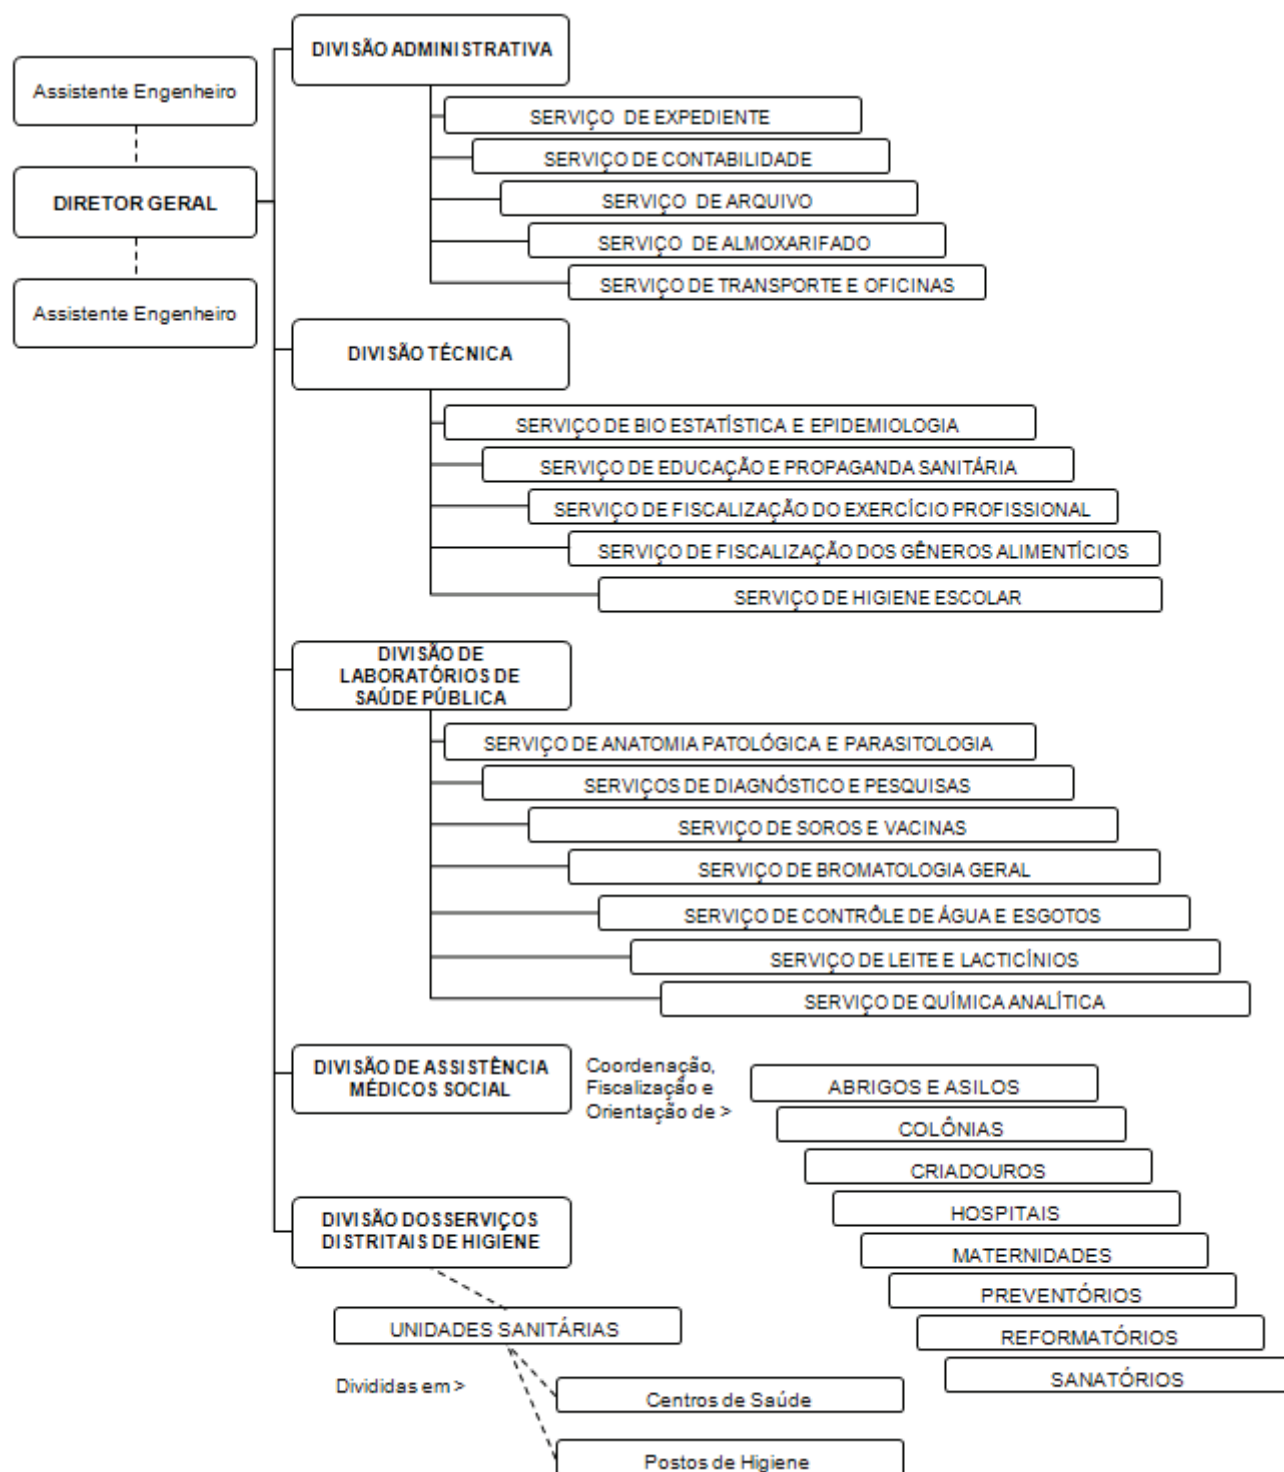 DIVISÃO ADMINISTRATIVA
Assistente Engenheiro
SERVIÇO DE EXPEDIENTE
SERVIÇO DE CONTABILIDADE
DIRETOR GERAL
SERVIÇO DE ARQUIVO
SERVIÇO DE ALMOXARIFADO
SERVIÇO DE TRANSPORTE E OFICINAS
Assistente Engenheiro
DIVISÃO TÉCNICA
SERVIÇO DE BIO ESTATÍSTICA E EPIDEMIOLOGIA
SERVIÇO DE EDUCAÇÃO E PROPAGANDA SANITÁRIA
SERVIÇO DE FISCALIZAÇÃO DO EXERCÍCIO PROFISSIONAL
SERVIÇO DE FISCALIZAÇÃO DOS GÊNEROS ALIMENTÍCIOS
SERVIÇO DE HIGIENE ESCOLAR
DIVISÃO DE
LABORATÓRIOS DE
SAÚDE PÚBLICA
SERVIÇO DE ANATOMIA PATOLÓGICA E PARASITOLOGIA
SERVIÇOS DE DIAGNÓSTICO E PESQUISAS
SERVIÇO DE SOROS E VACINAS
SERVIÇO DE BROMATOLOGIA GERAL
SERVIÇO DE CONTRÔLE DE ÁGUA E ESGOTOS
SERVIÇO DE LEITE E LACTICÍNIOS
SERVIÇO DE QUÍMICA ANALÍTICA
DIVISÃO DE ASSISTÊNCIA
MÉDICOS SOCIAL
Coordenação,
Fiscalização e
Orientação de >
ABRIGOS E ASILOS
COLÔNIAS
CRIADOUROS
HOSPITAIS
MATERNIDADES
PREVENTÓRIOS
REFORMATÓRIOS
SANATÓRIOS
DIVISÃO DOS SERVIÇOS
DISTRITAIS DE HIGIENE
UNIDADES SANITÁRIAS
Divididas em >
Centros de Saúde
Postos de Higiene